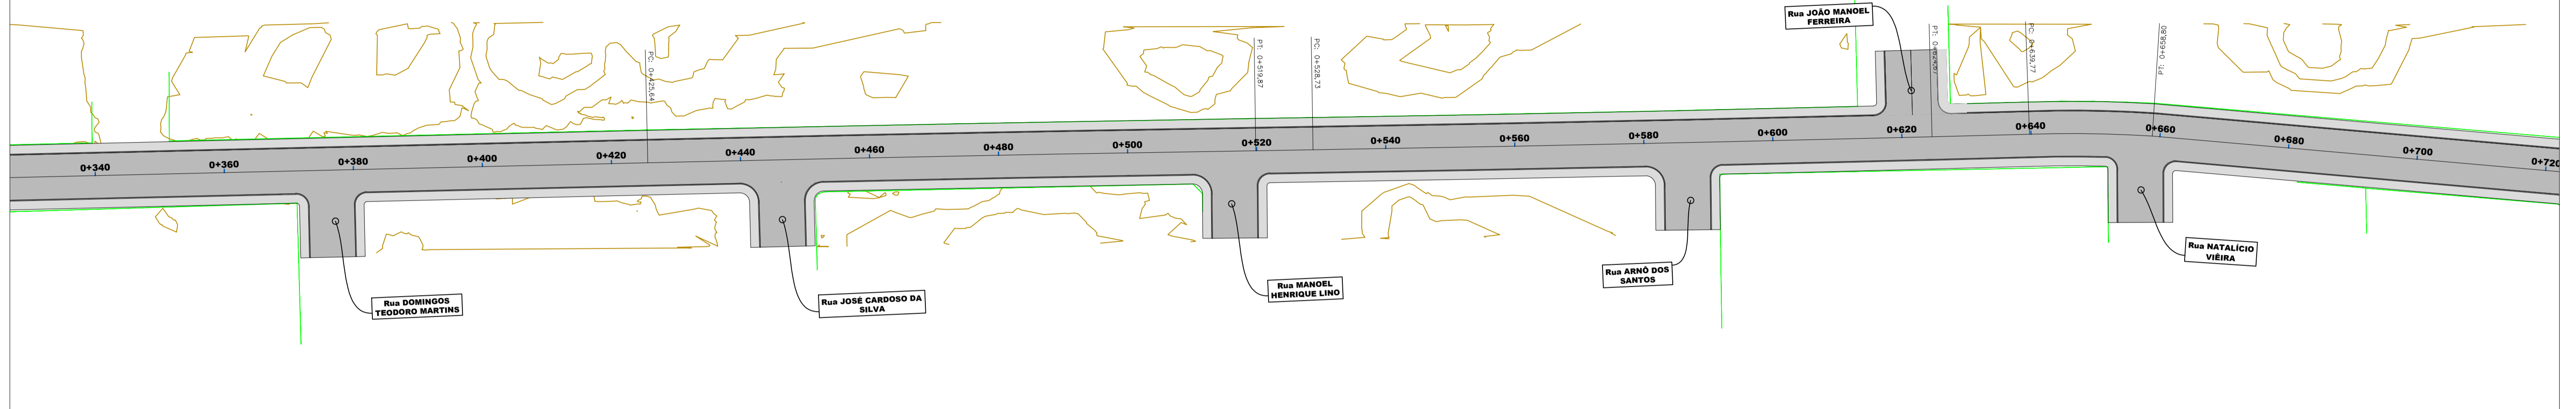 Rua JOÃO MANOEL
FERREIRA
PC: 0+425,64
PT: 0+519,87
PC: 0+528,73
PC: 0+639,77
PT: 0+658,80
0+340
0+360
0+380
0+400
0+420
0+440
0+460
0+480
0+500
0+520
0+540
0+560
0+580
0+600
0+620
0+640
0+660
0+680
0+700
0+720
Rua DOMINGOS
TEODORO MARTINS
Rua JOSÉ CARDOSO DA
SILVA
Rua MANOEL
HENRIQUE LINO
Rua ARNÔ DOS
SANTOS
Rua NATALÍCIO
VIÊIRA